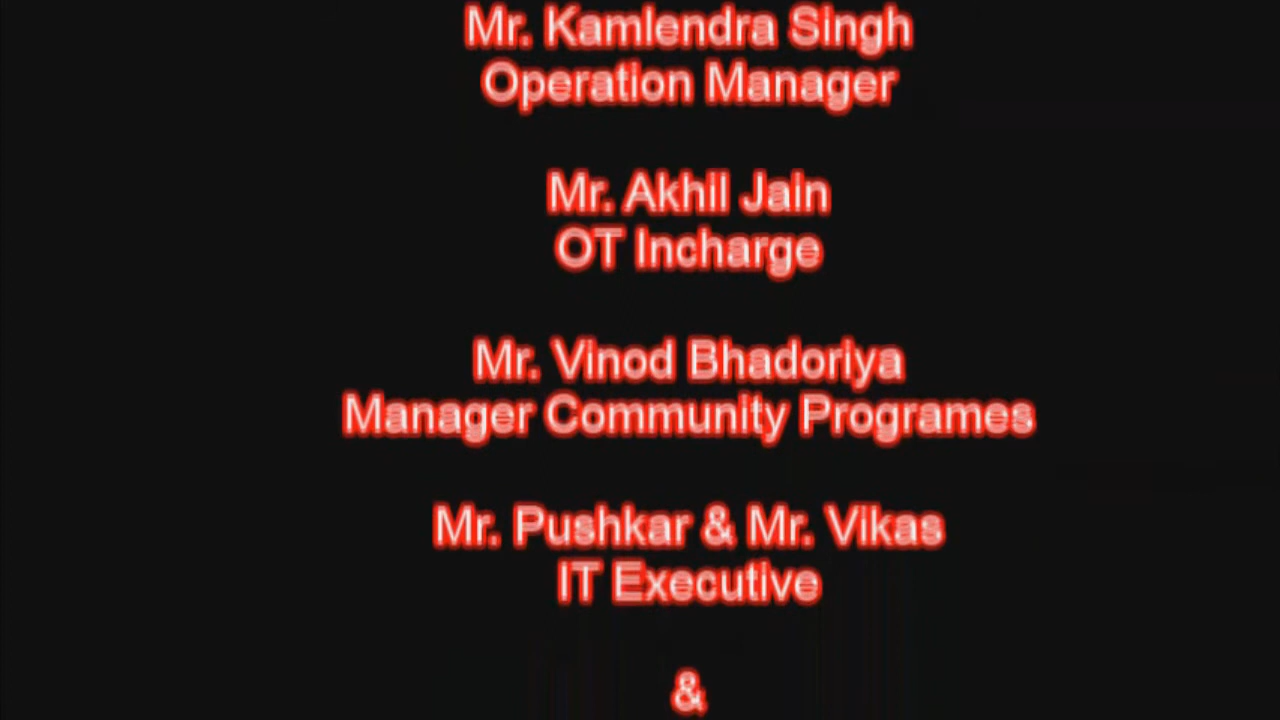 Mr. Kamlendra Singh
Operation Manager
Mr. Akhil Jain
OT Incharge
Mr. Vinod Bhadoriya
Manager Community Programes
Mr. Pushkar & Mr. Vikas
IT Executive
&